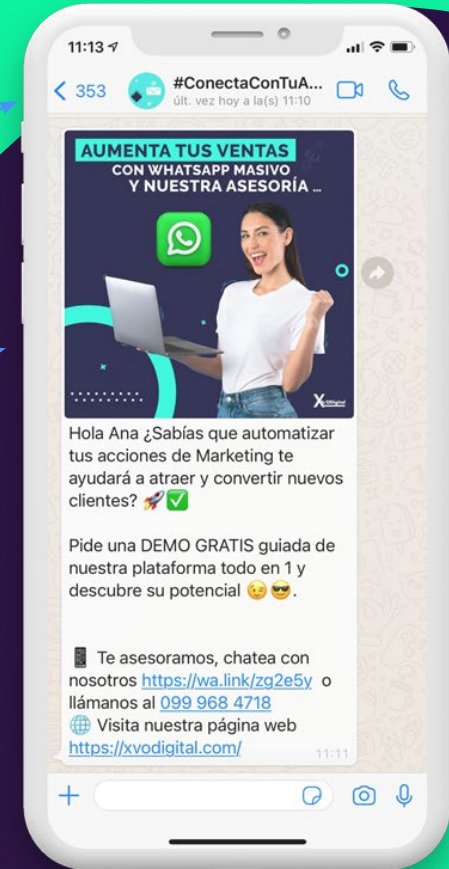 11:13
353
#ConectaConTuA...
últ. vez hoy a la(s) 11:10
AUMENTA TUS VENTAS
CON WHATSAPP MASIVO
Y NUESTRA ASESORÍA ...
Hola Ana ¿Sabías que automatizar
tus acciones de Marketing te
ayudará a atraer y convertir nuevos
clientes? 🚀✅
Pide una DEMO GRATIS guiada de
nuestra plataforma todo en 1 y
descubre su potencial 😉😎.
📱 Te asesoramos, chatea con
nosotros https://wa.link/zg2e5y o
llámanos al 099 968 4718
🌐 Visita nuestra página web
https://xvodigital.com/
11:11